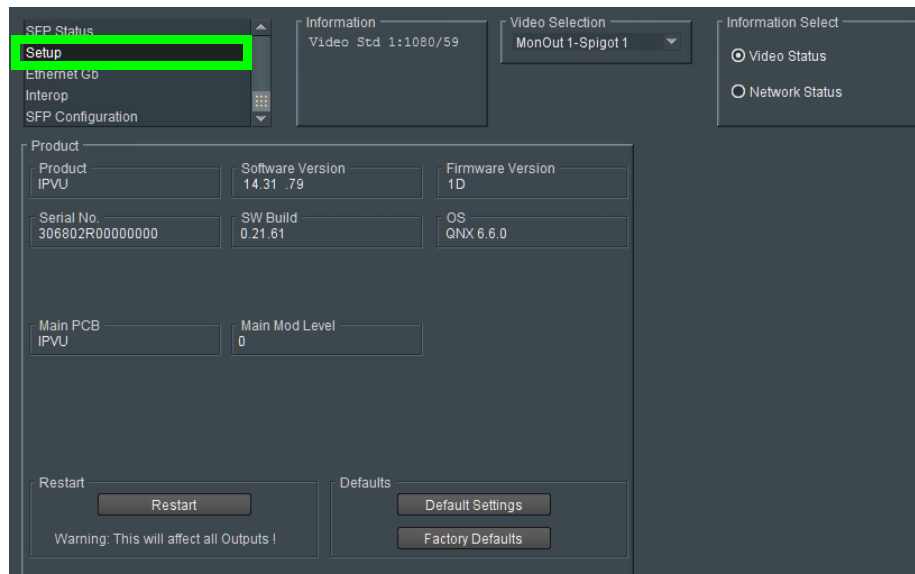 SFP Status
Setup
Ethernet Gb
Interop
SFP Configuration
Information
Video Std 1:1080/59
Video Selection
MonOut 1-Spigot 1
Information Select
Video Status
Network Status
Product
Product
IPVU
Software Version
14.31 .79
Firmware Version
1D
Serial No.
306802R00000000
SW Build
0.21.61
OS
QNX 6.6.0
Main PCB
IPVU
Main Mod Level
0
Restart
Restart
Warning: This will affect all Outputs !
Defaults
Default Settings
Factory Defaults